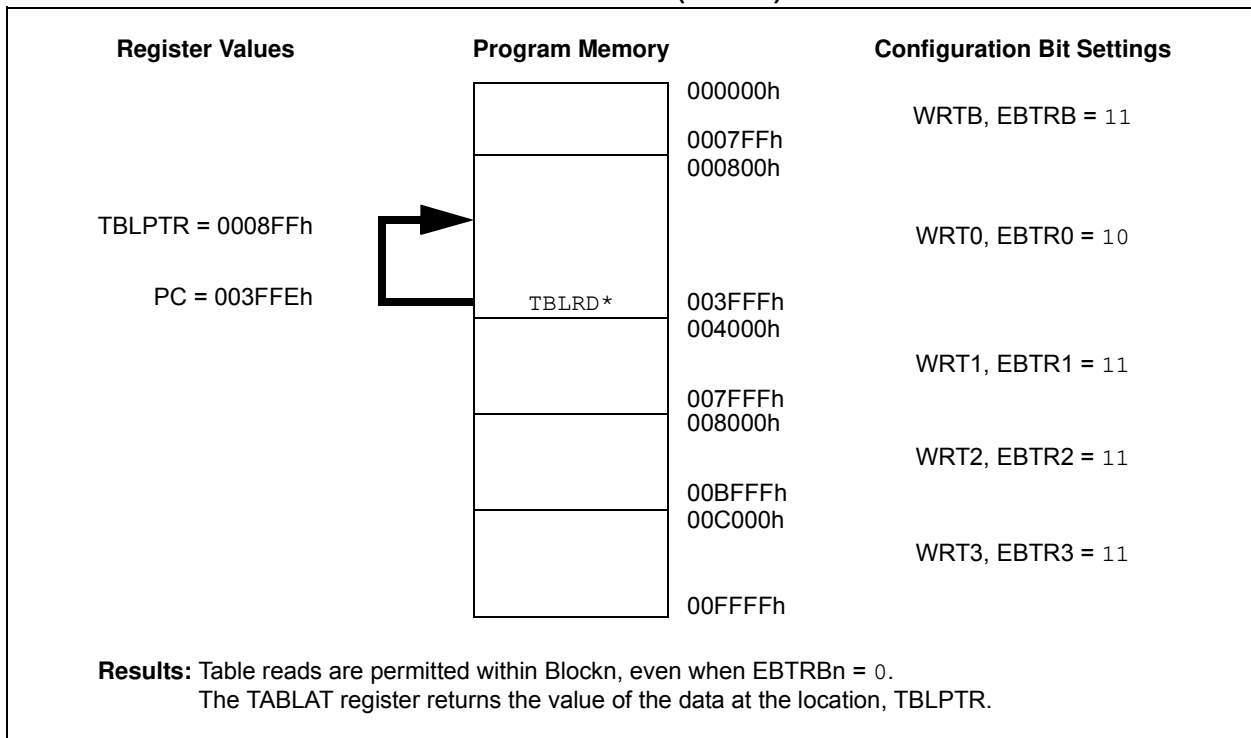 Register Values Program Memory Configuration Bit Settings
000000h
WRTB, EBTRB = 11
0007FFh
000800h
TBLPTR = 0008FFh
WRT0, EBTR0 = 10
PC = 003FFEh
TBLRD* 003FFFh
004000h
WRT1, EBTR1 = 11
007FFFh
008000h
WRT2, EBTR2 = 11
00BFFFh
00C000h
WRT3, EBTR3 = 11
00FFFFh
Results: Table reads are permitted within Blockn, even when EBTRBn = 0.
The TABLAT register returns the value of the data at the location, TBLPTR.